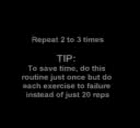 Repeat 2 to 3 times
TIP:
To save time, do this
routine just once but do
each exercise to failure
instead of just 20 reps